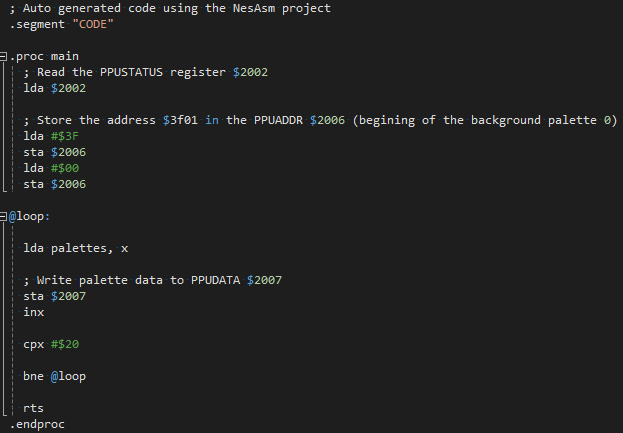 ; Auto generated code using the NesAsm project
.segment "CODE"
.proc main
; Read the PPUSTATUS register $2002
lda $2002
; Store the address $3f01 in the PPUADDR $2006 (begining of the background palette 0)
lda #$3F
sta $2006
lda #$00
sta $2006
@loop:
lda palettes, x
; Write palette data to PPUDATA $2007
sta $2007
inx
cpx #$20
bne @loop
rts
.endproc